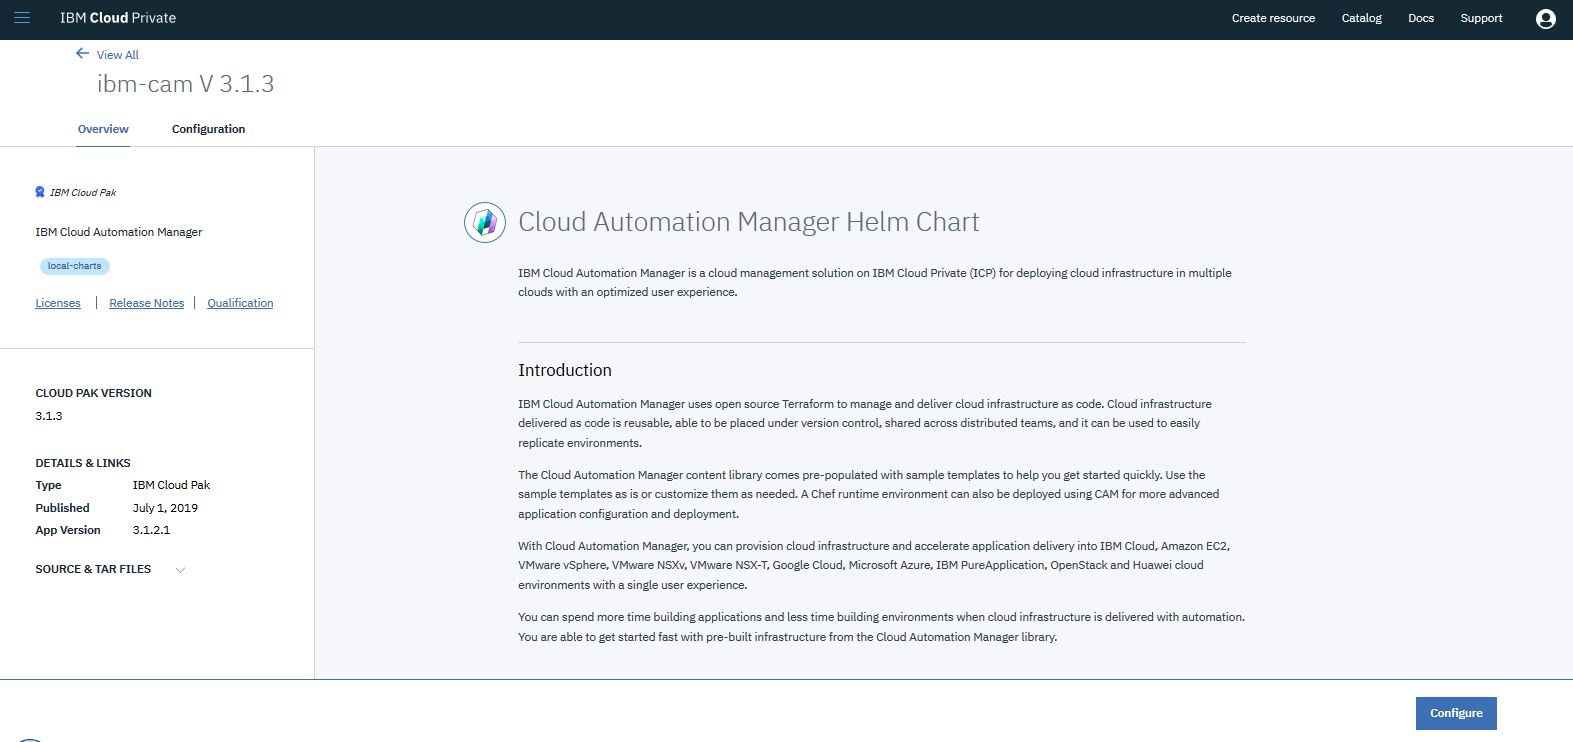 IBM Cloud Private
Create resource
Catalog
Docs
Support
View All
ibm-cam V 3.1.3
Overview
Configuration
IBM Cloud Pak
IBM Cloud Automation Manager
local-charts
Licenses
Release Notes
Qualification
CLOUD PAK VERSION
3.1.3
DETAILS & LINKS
Type IBM Cloud Pak
Published July 1, 2019
App Version 3.1.2.1
SOURCE & TAR FILES
Cloud Automation Manager Helm Chart
IBM Cloud Automation Manager is a cloud management solution on IBM Cloud Private (ICP) for deploying cloud infrastructure in multiple
clouds with an optimized user experience.
Introduction
IBM Cloud Automation Manager uses open source Terraform to manage and deliver cloud infrastructure as code. Cloud infrastructure
delivered as code is reusable, able to be placed under version control, shared across distributed teams, and it can be used to easily
replicate environments.
The Cloud Automation Manager content library comes pre-populated with sample templates to help you get started quickly. Use the
sample templates as is or customize them as needed. A Chef runtime environment can also be deployed using CAM for more advanced
application configuration and deployment.
With Cloud Automation Manager, you can provision cloud infrastructure and accelerate application delivery into IBM Cloud, Amazon EC2,
VMware vSphere, VMware NSXv, VMware NSX-T, Google Cloud, Microsoft Azure, IBM PureApplication, OpenStack and Huawei cloud
environments with a single user experience.
You can spend more time building applications and less time building environments when cloud infrastructure is delivered with automation.
You are able to get started fast with pre-built infrastructure from the Cloud Automation Manager library.
Configure